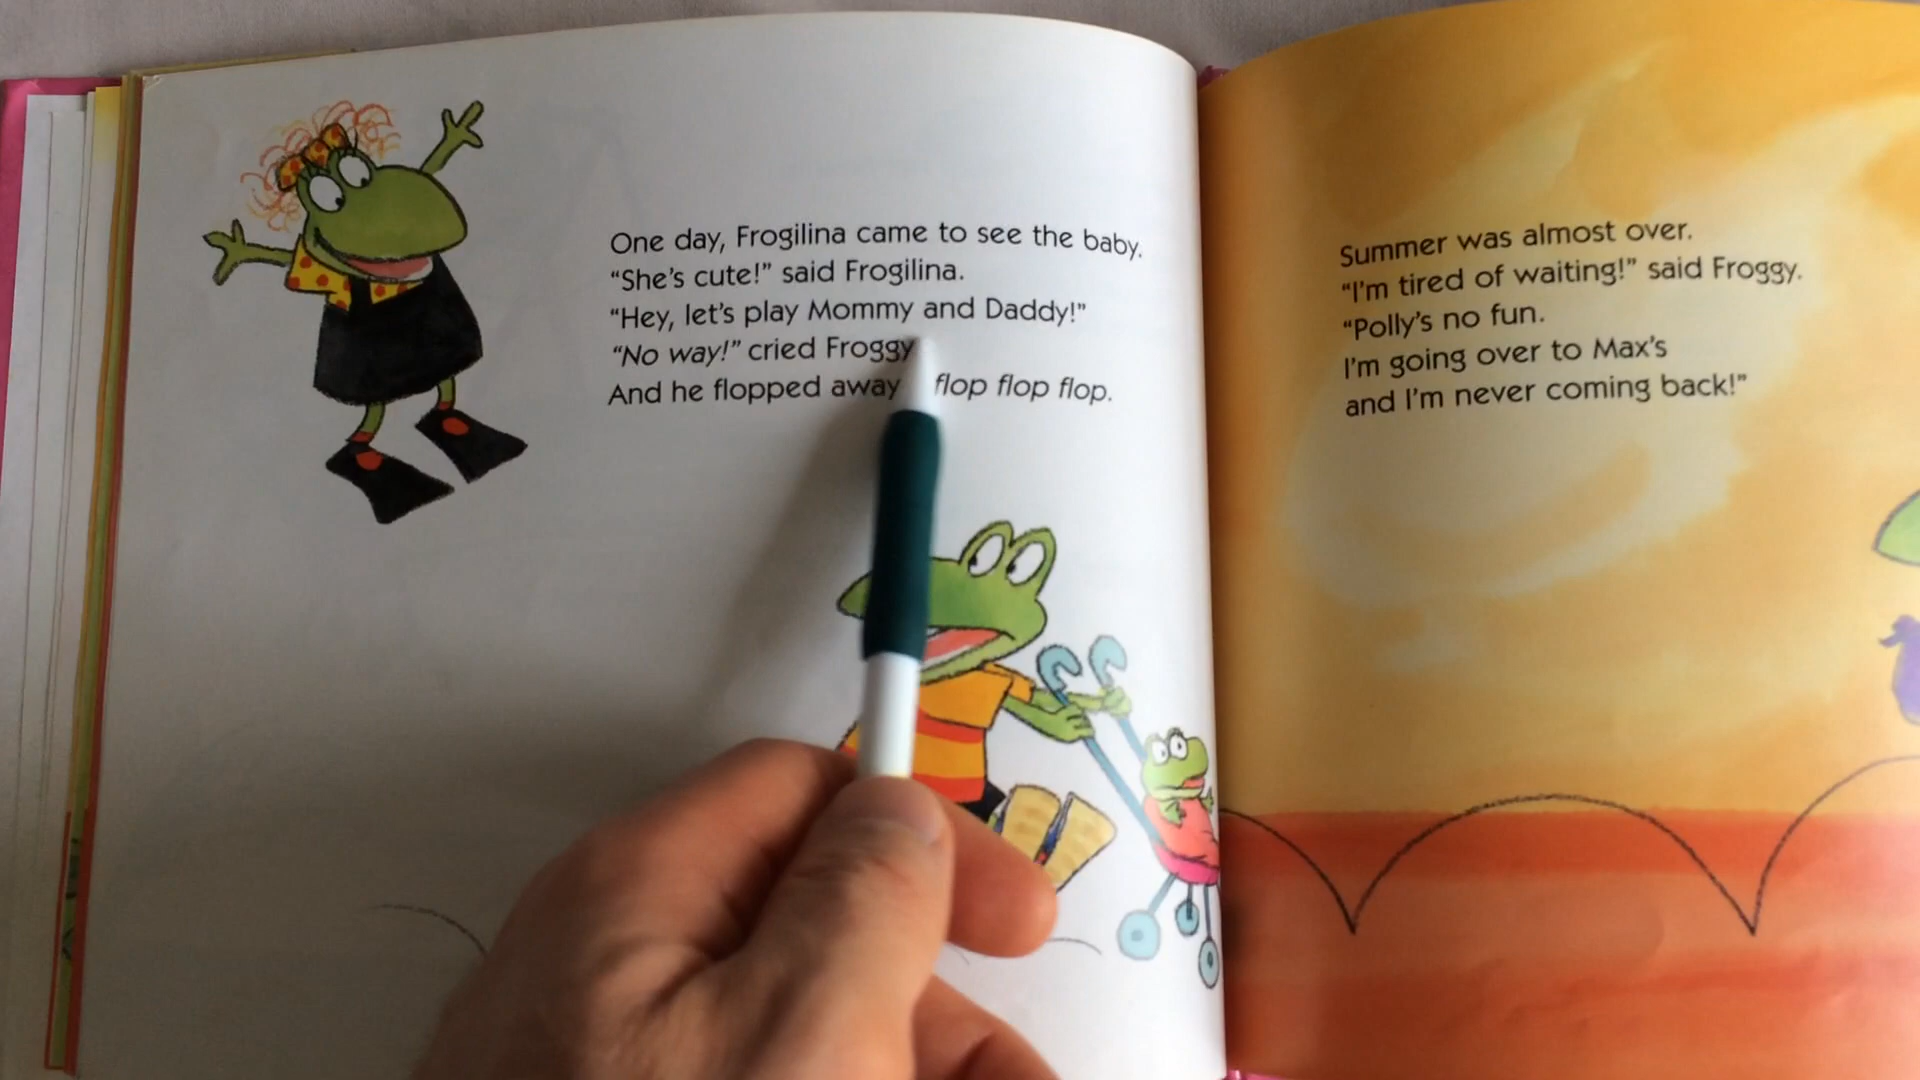 One day, Frogilina came to see the baby.
“She’s cute!” said Frogilina.
“Hey, let’s play Mommy and Daddy!”
“No way!” cried Froggy
And he flopped away flop flop flop.
Summer was almost over.
“I’m tired of waiting!” said Froggy.
“Polly’s no fun.
I’m going over to Max’s
and I’m never coming back!”